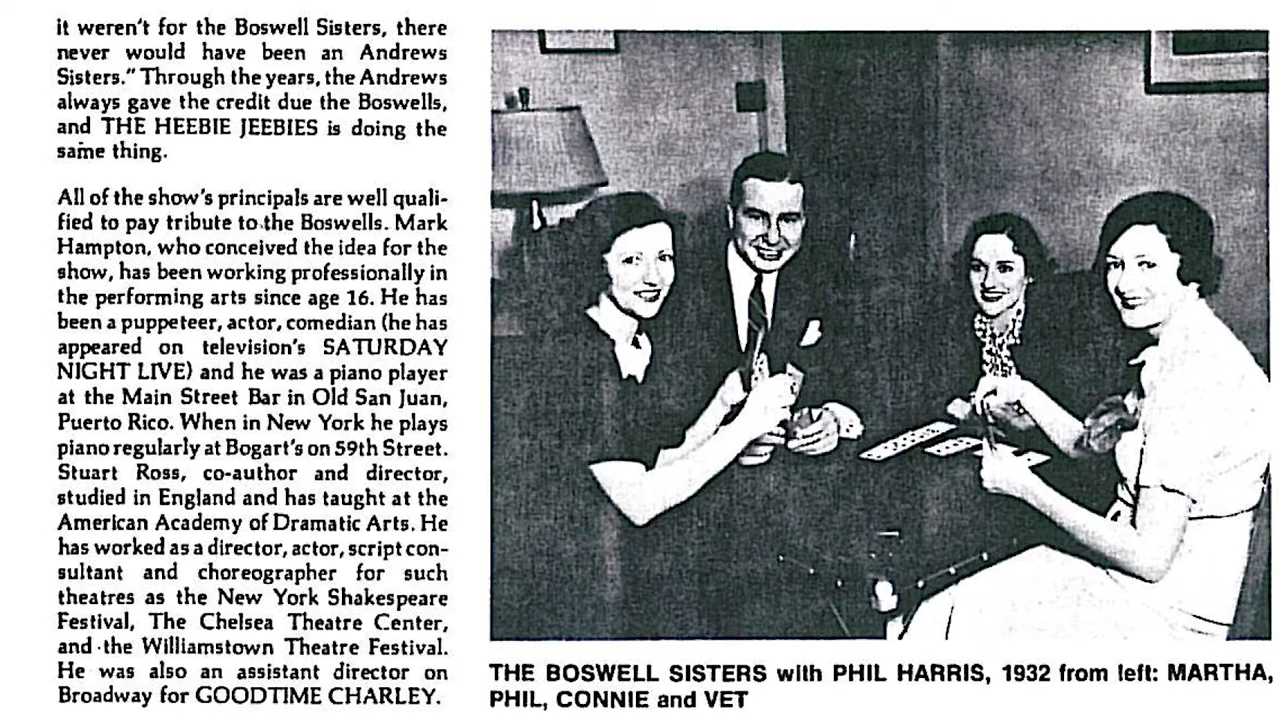 it weren't for the Boswell Sisters, there
never would have been an Andrews
Sisters." Through the years, the Andrews
always gave the credit due the Boswells,
and THE HEEBIE JEEBIES is doing the
same thing.
All of the show's principals are well quali-
fied to pay tribute to the Boswells. Mark
Hampton, who conceived the idea for the
show, has been working professionally in
the performing arts since age 16. He has
been a puppeteer, actor, comedian (he has
appeared on television's SATURDAY
NIGHT LIVE) and he was a piano player
at the Main Street Bar in Old San Juan,
Puerto Rico. When in New York he plays
piano regularly at Bogart's on 59th Street.
Stuart Ross, co-author and director,
studied in England and has taught at the
American Academy of Dramatic Arts. He
has worked as a director, actor, script con-
sultant and choreographer for such
theatres as the New York Shakespeare
Festival, The Chelsea Theatre Center,
and the Williamstown Theatre Festival.
He was also an assistant director on
Broadway for GOODTIME CHARLEY.
THE BOSWELL SISTERS with PHIL HARRIS, 1932 from left: MARTHA,
PHIL, CONNIE and VET